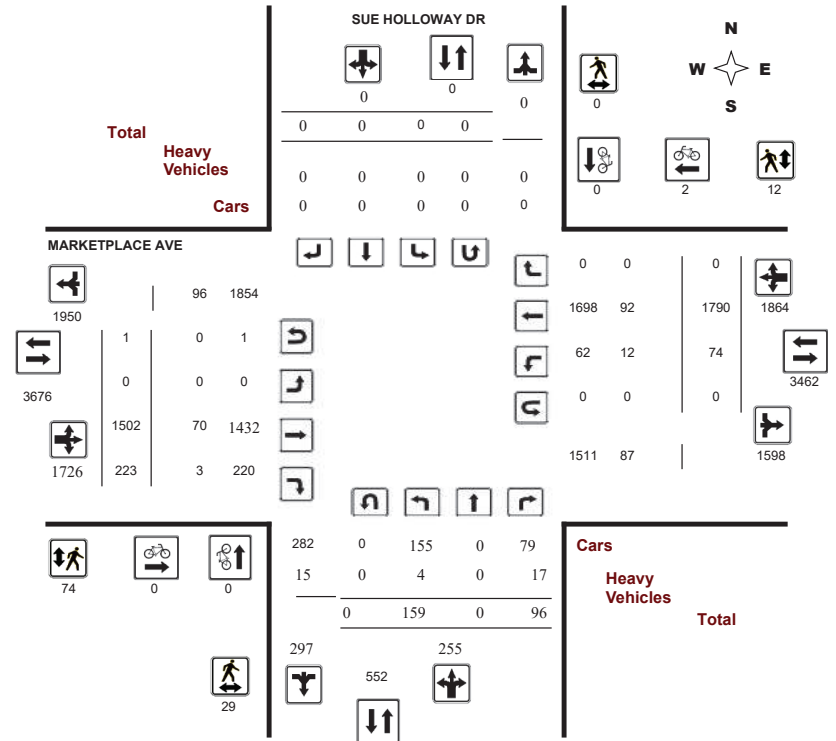 SUE HOLLOWAY DR
N
W E
S
0
0
0
0
Total
0 0 0 0
Heavy
Vehicles
0 0 0 0 0
Cars
0 0 0 0 0
0 2 12
MARKETPLACE AVE
96 1854
1950
1 0 1
3676
0 0 0
1502 70 1432
1726
223 3 220
0 0 0
1698 92 1790 1864
62 12 74
3462
0 0 0
1511 87 1598
282 0 155 0 79
15 0 4 0 17
0 159 0 96
297 255
552
Cars
Heavy
Vehicles
Total
74 0 0
29